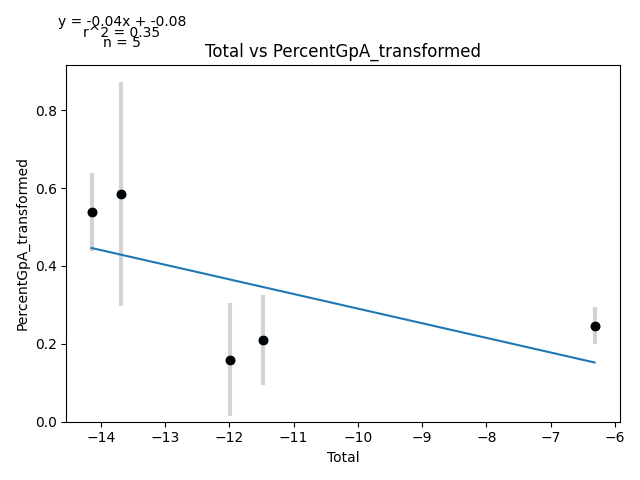 y = -0.04x + -0.08
r^2 = 0.35
n = 5
Total vs PercentGpA_transformed
PercentGpA_transformed
0.8
0.6
0.4
0.2
0.0
−14
−13
−12
−11
−10
−9
−8
−7
−6
Total